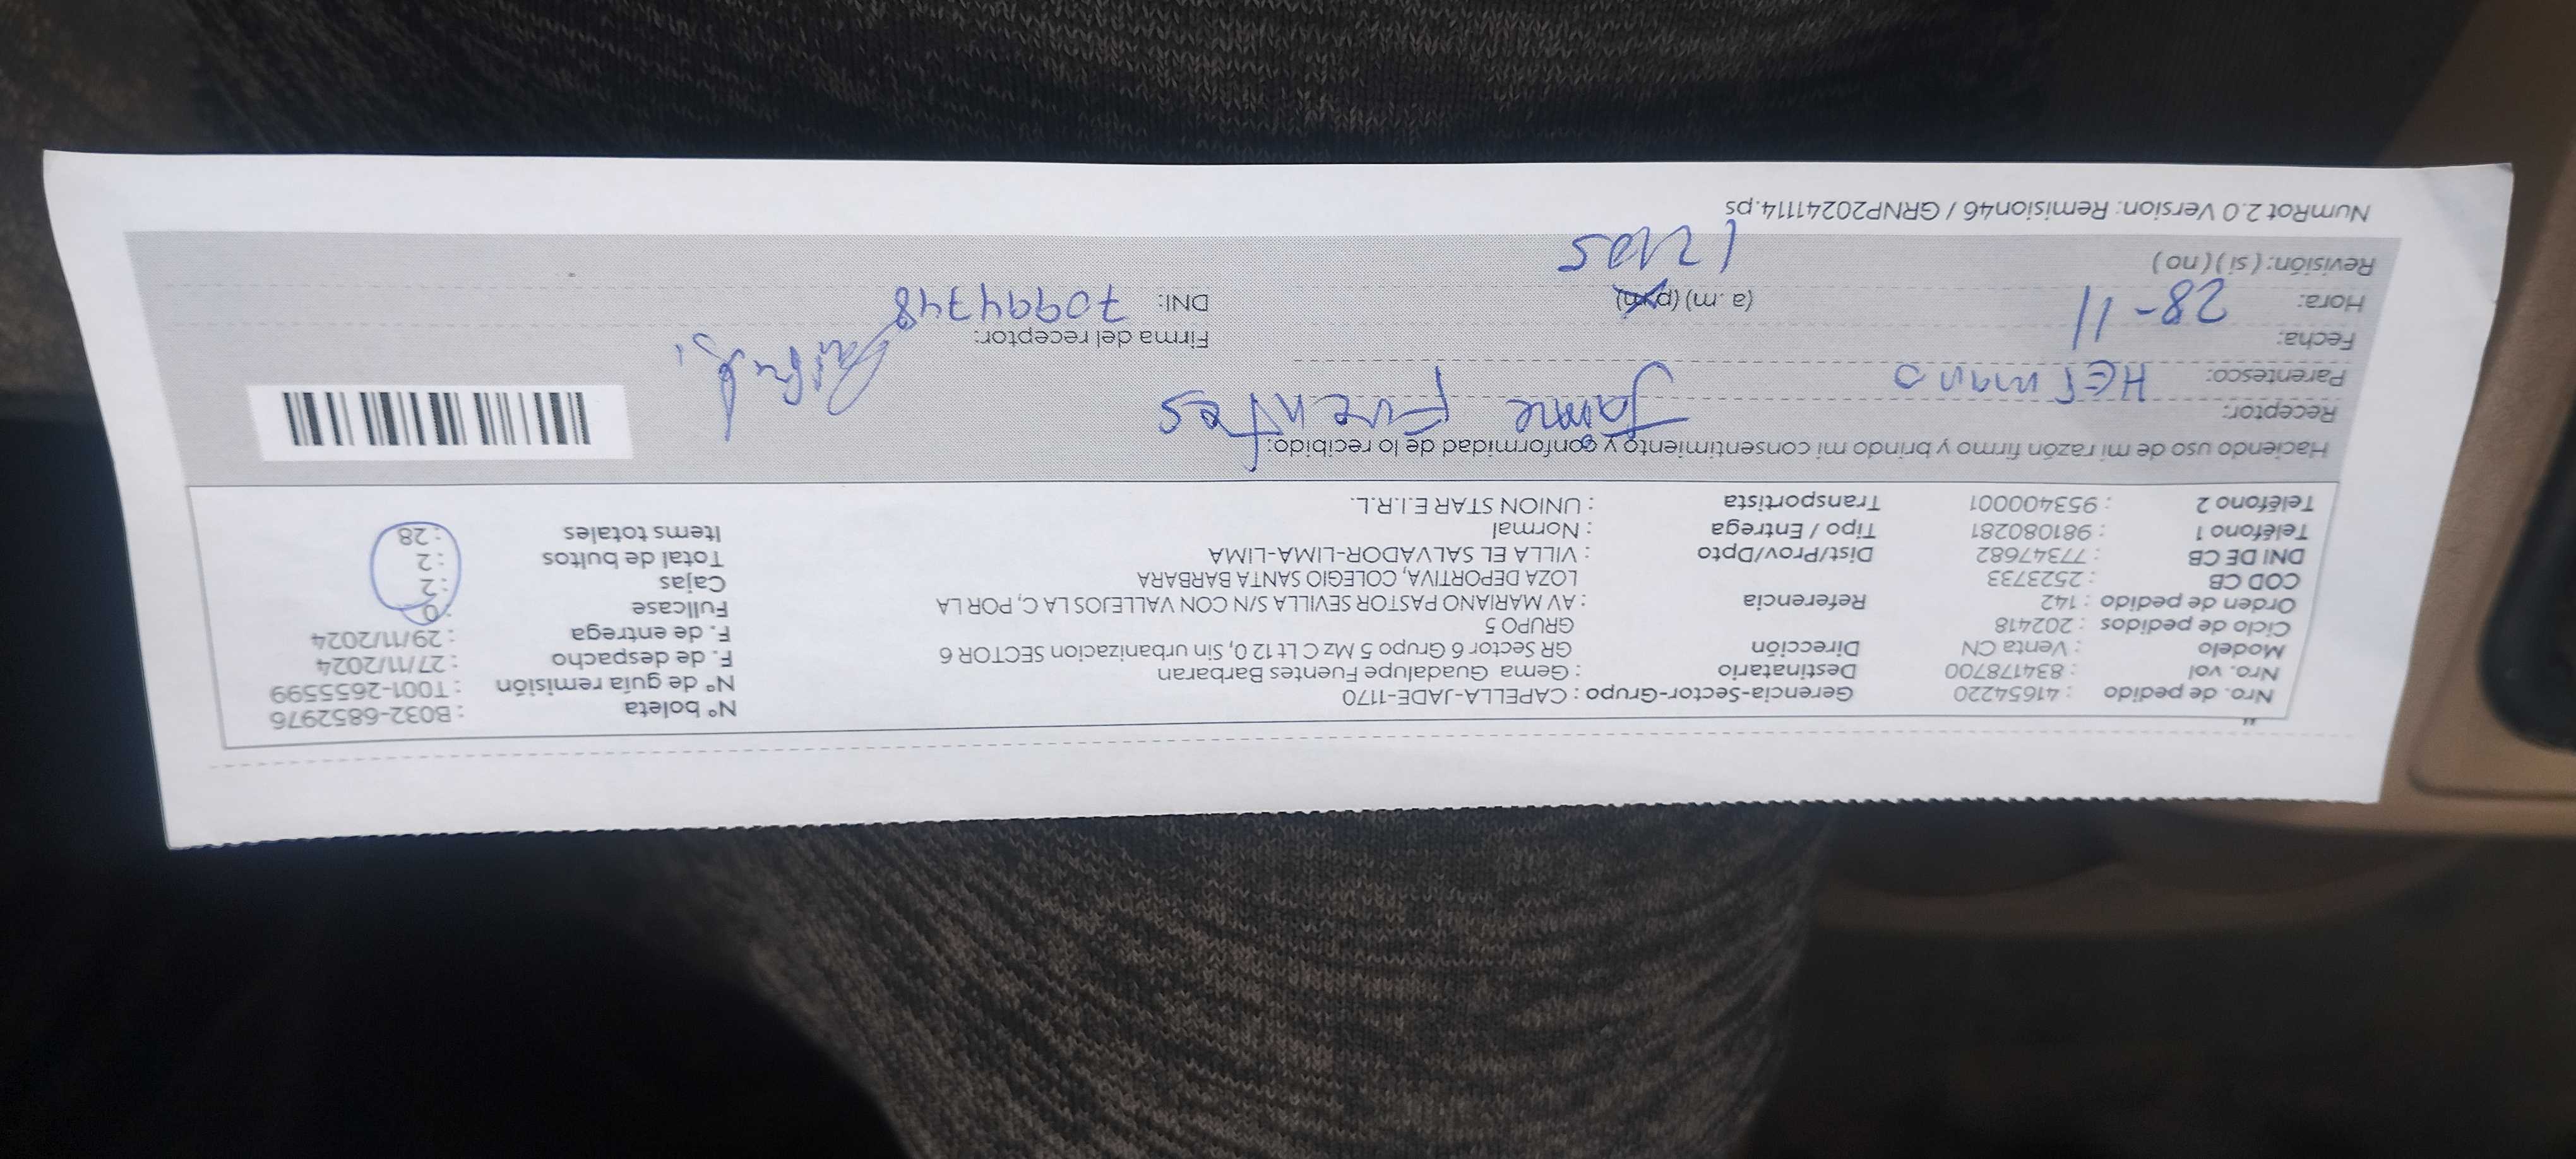 Nro. de pedido : 41654220 Gerencia-Sector-Grupo : CAPELLA-JADE-1170 N° boleta : B032-6852976
Nro. vol : 834178700 Destinatario : Gema Guadalupe Fuentes Barbaran N° de guía remisión : T001-2655599
Modelo : Venta CN Dirección GR Sector 6 Grupo 5 Mz C Lt 12 0, Sin urbanizacion SECTOR 6 F. de despacho : 27/11/2024
Ciclo de pedidos : 202418 GRUPO 5 F. de entrega : 29/11/2024
Orden de pedido : 142 Referencia : AV MARIANO PASTOR SEVILLA S/N CON VALLEJOS LA C, POR LA Fullcase : 0
COD CB : 2523733 LOZA DEPORTIVA, COLEGIO SANTA BARBARA Cajas : 2
DNI DE CB : 77347682 Dist/Prov/Dpto : VILLA EL SALVADOR-LIMA-LIMA Total de bultos : 2
Teléfono 1 : 981080281 Tipo / Entrega : Normal Items totales : 28
Teléfono 2 : 953400001 Transportista : UNION STAR E.I.R.L.
Haciendo uso de mi razón firmo y brindo mi consentimiento y conformidad de lo recibido:
Receptor: Jaime Fuentes
Parentesco: Hermano
Fecha: 28-11 Firma del receptor:
Hora: (a.m) (p.m) DNI: 70994748
Revisión: (si) (no) 1205
NumRot 2.0 Version: Remision46 / GRNP20241114.ps